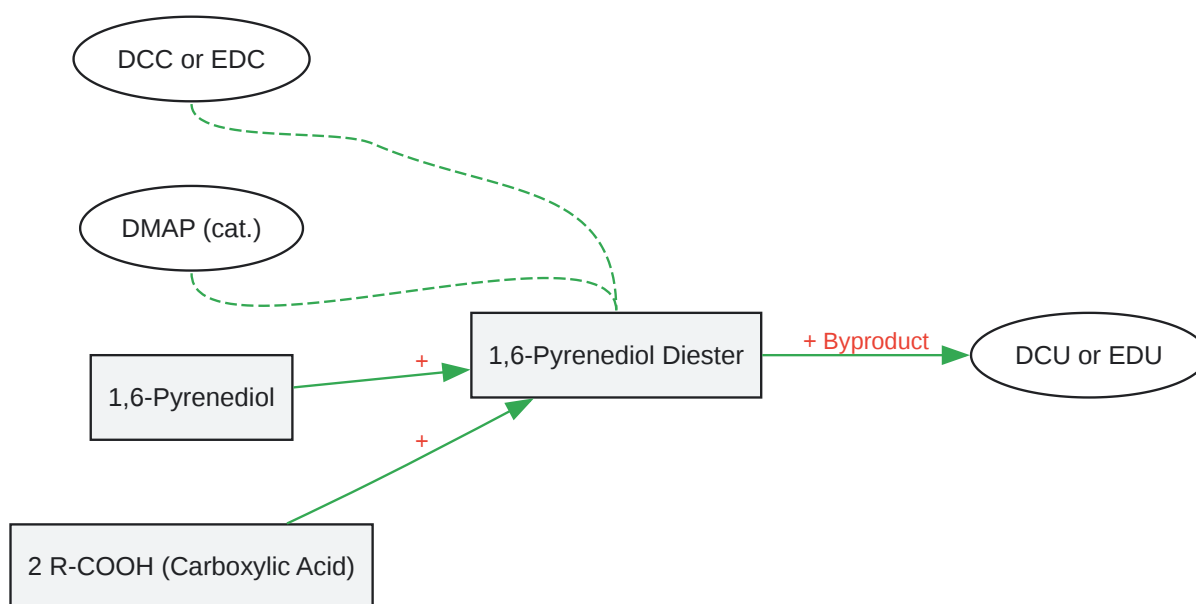 DCC or EDC
DMAP (cat.)
1,6-Pyrenediol
+
2 R-COOH (Carboxylic Acid)
+
1,6-Pyrenediol Diester
+ Byproduct
DCU or EDU